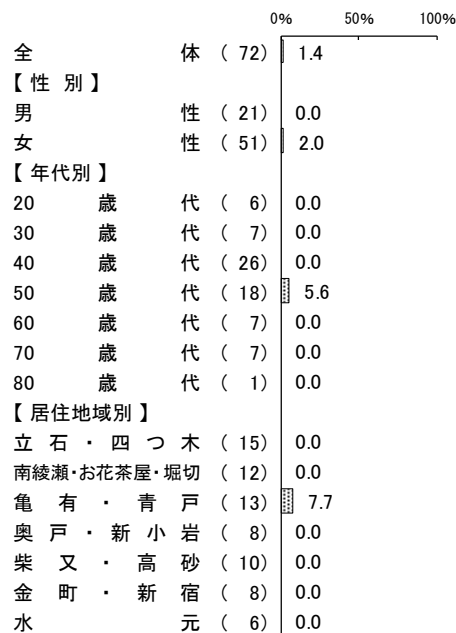 0% 50% 100%
全体 ( 72) 1.4
【性別】
男性 ( 21) 0.0
女性 ( 51) 2.0
【年代別】
20歳代 ( 6) 0.0
30歳代 ( 7) 0.0
40歳代 ( 26) 0.0
50歳代 ( 18) 5.6
60歳代 ( 7) 0.0
70歳代 ( 7) 0.0
80歳代 ( 1) 0.0
【居住地域別】
立石・四つ木 ( 15) 0.0
南綾瀬・お花茶屋・堀切 ( 12) 0.0
亀有・青戸 ( 13) 7.7
奥戸・新小岩 ( 8) 0.0
柴又・高砂 ( 10) 0.0
金町・新宿 ( 8) 0.0
水元 ( 6) 0.0